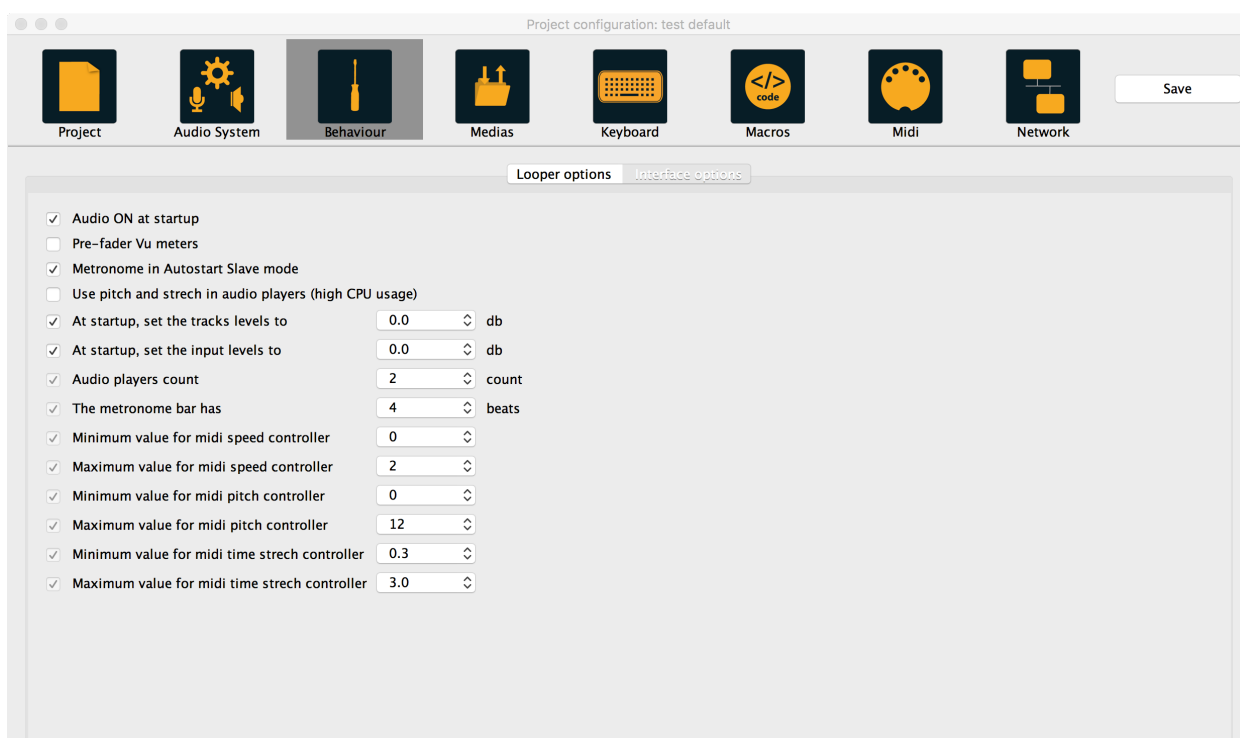 Project configuration: test default
Project
Audio System
Behaviour
Medias
Keyboard
</>
code
Macros
Midi
Network
Save
Looper options
Interface options
Audio ON at startup
Pre-fader Vu meters
Metronome in Autostart Slave mode
Use pitch and strech in audio players (high CPU usage)
At startup, set the tracks levels to 0.0 db
At startup, set the input levels to 0.0 db
Audio players count 2 count
The metronome bar has 4 beats
Minimum value for midi speed controller 0
Maximum value for midi speed controller 2
Minimum value for midi pitch controller 0
Maximum value for midi pitch controller 12
Minimum value for midi time strech controller 0.3
Maximum value for midi time strech controller 3.0